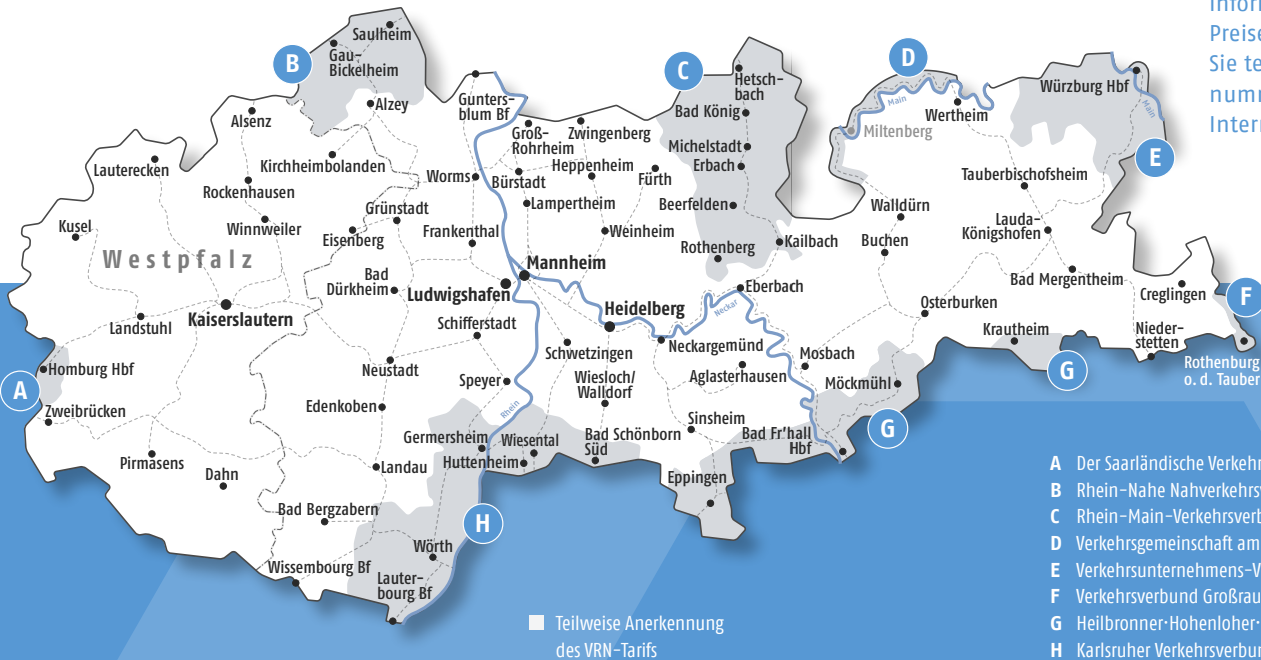 Preise
Sie te
numm
Intern
B
Saulheim
Gau-
Bickelheim
Alzey
Alsenz
Lauterecken
Kirchheimbolanden
Rockenhausen
Kusel
Winnweiler
Westpfalz
Grünstadt
Eisenberg
Frankenthal
Bad
Dürkheim
Landstuhl
Kaiserslautern
Gunters-
blum Bf
Groß-
Rohrheim
Zwingenberg
Worms
Bürstadt
Heppenheim
Fürth
Lampertheim
Weinheim
Mannheim
Ludwigshafen
Heidelberg
Schifferstadt
Schwetzingen
Neckargemünd
C
Hetsch-
bach
Bad König
Michelstadt
Erbach
Beerfelden
Rothenberg
Kailbach
Eberbach
Neckar
D
Main
Miltenberg
Wertheim
Würzburg Hbf
Main
E
Tauberbischofsheim
Walldürn
Lauda-
Königshofen
Buchen
Bad Mergentheim
Creglingen
F
Osterburken
Krautheim
Nieder-
stetten
Rothenburg
o. d. Tauber
G
Mosbach
Aglasterhausen
Möckmühl
G
A
Homburg Hbf
Zweibrücken
Pirmasens
Dahn
Neustadt
Edenkoben
Speyer
Rhein
Wiesloch/
Walldorf
Sinsheim
Bad Fr'hall
Hbf
Germersheim
Wiesental
Huttenheim
Bad Schönborn
Süd
Eppingen
Landau
Bad Bergzabern
H
Wörth
Wissembourg Bf
Lauter-
bourg Bf
Teilweise Anerkennung
des VRN-Tarifs
A Der Saarländische Verkehr
B Rhein-Nahe Nahverkehrsv
C Rhein-Main-Verkehrsverb
D Verkehrsgemeinschaft am
E Verkehrsunternehmens-V
F Verkehrsverbund Großrau
G Heilbronner·Hohenloher·
H Karlsruher Verkehrsverbu